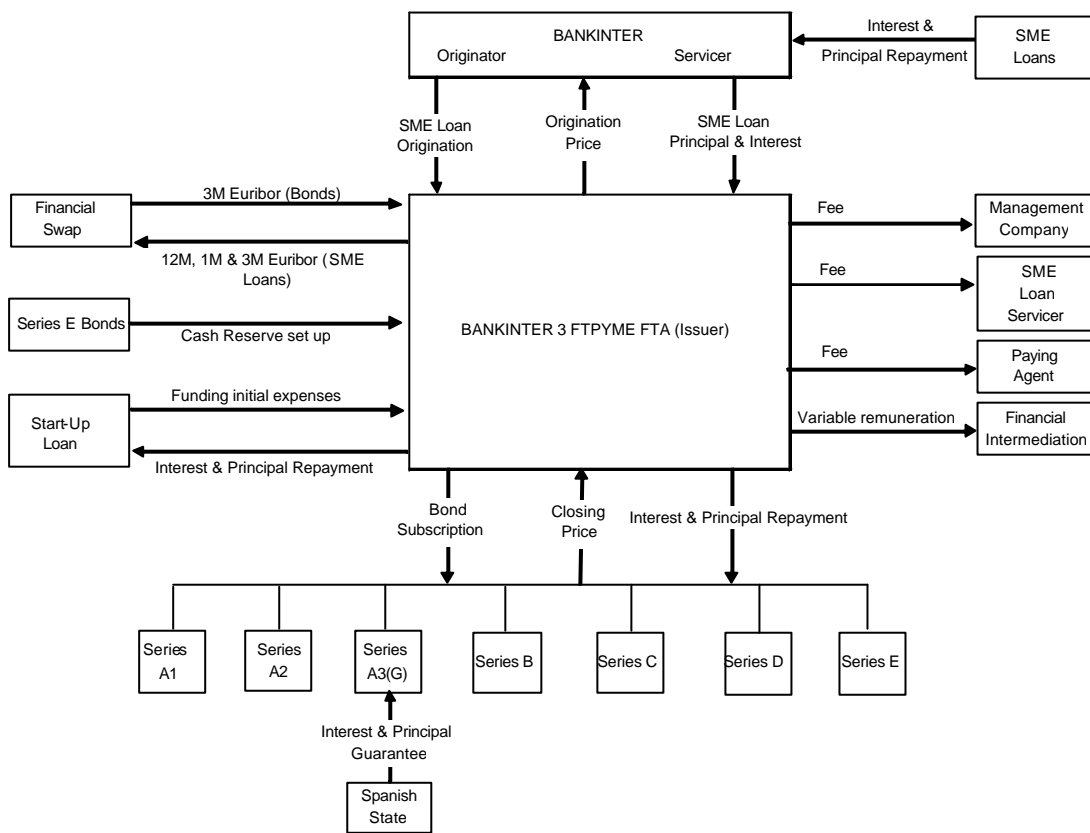 BANKINTER
Originator
Servicer
Interest &
Principal Repayment
SME
Loans
SME Loan
Origination
Origination
Price
SME Loan
Principal & Interest
Financial
Swap
3M Euribor (Bonds)
12M, 1M & 3M Euribor (SME
Loans)
Series E Bonds
Cash Reserve set up
Start-Up
Loan
Funding initial expenses
Interest & Principal Repayment
BANKINTER 3 FTPYME FTA (Issuer)
Fee
Management
Company
Fee
SME
Loan
Servicer
Fee
Paying
Agent
Variable remuneration
Financial
Intermediation
Bond
Subscription
Closing
Price
Interest & Principal Repayment
Series
A1
Series
A2
Series
A3(G)
Series B
Series C
Series D
Series E
Interest & Principal
Guarantee
Spanish
State